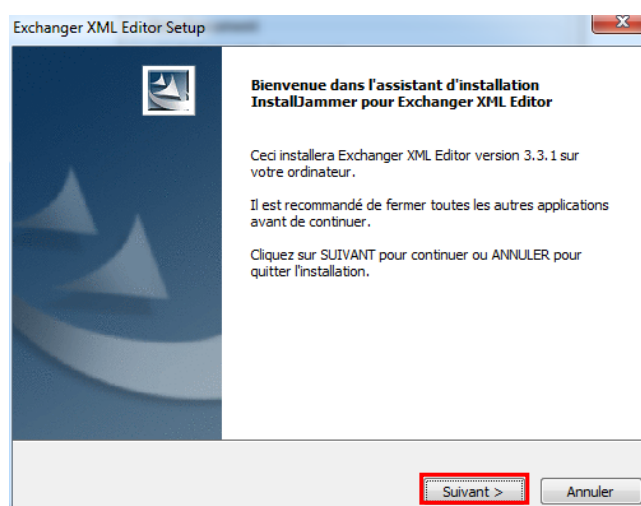 Exchanger XML Editor Setup
Bienvenue dans l'assistant d'installation
InstallJammer pour Exchanger XML Editor
Ceci installera Exchanger XML Editor version 3.3.1 sur
votre ordinateur.
Il est recommandé de fermer toutes les autres applications
avant de continuer.
Cliquez sur SUIVANT pour continuer ou ANNULER pour
quitter l'installation.
Suivant >
Annuler